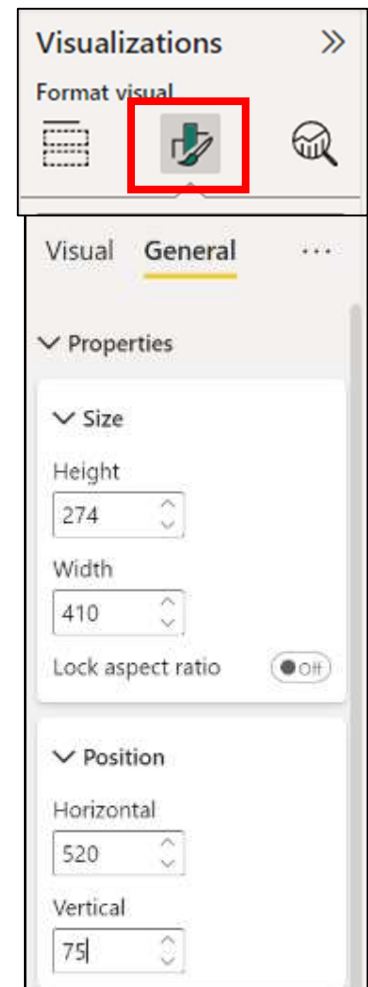 Visualizations
Format visual
Visual General ...
Properties
Size
Height
274
Width
410
Lock aspect ratio Off
Position
Horizontal
520
Vertical
75